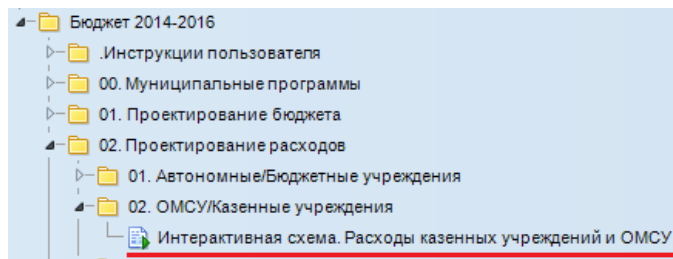 Бюджет 2014-2016
.Инструкции пользователя
00. Муниципальные программы
01. Проектирование бюджета
02. Проектирование расходов
01. Автономные/Бюджетные учреждения
02. ОМСУ/Казенные учреждения
Интерактивная схема. Расходы казенных учреждений и ОМСУ